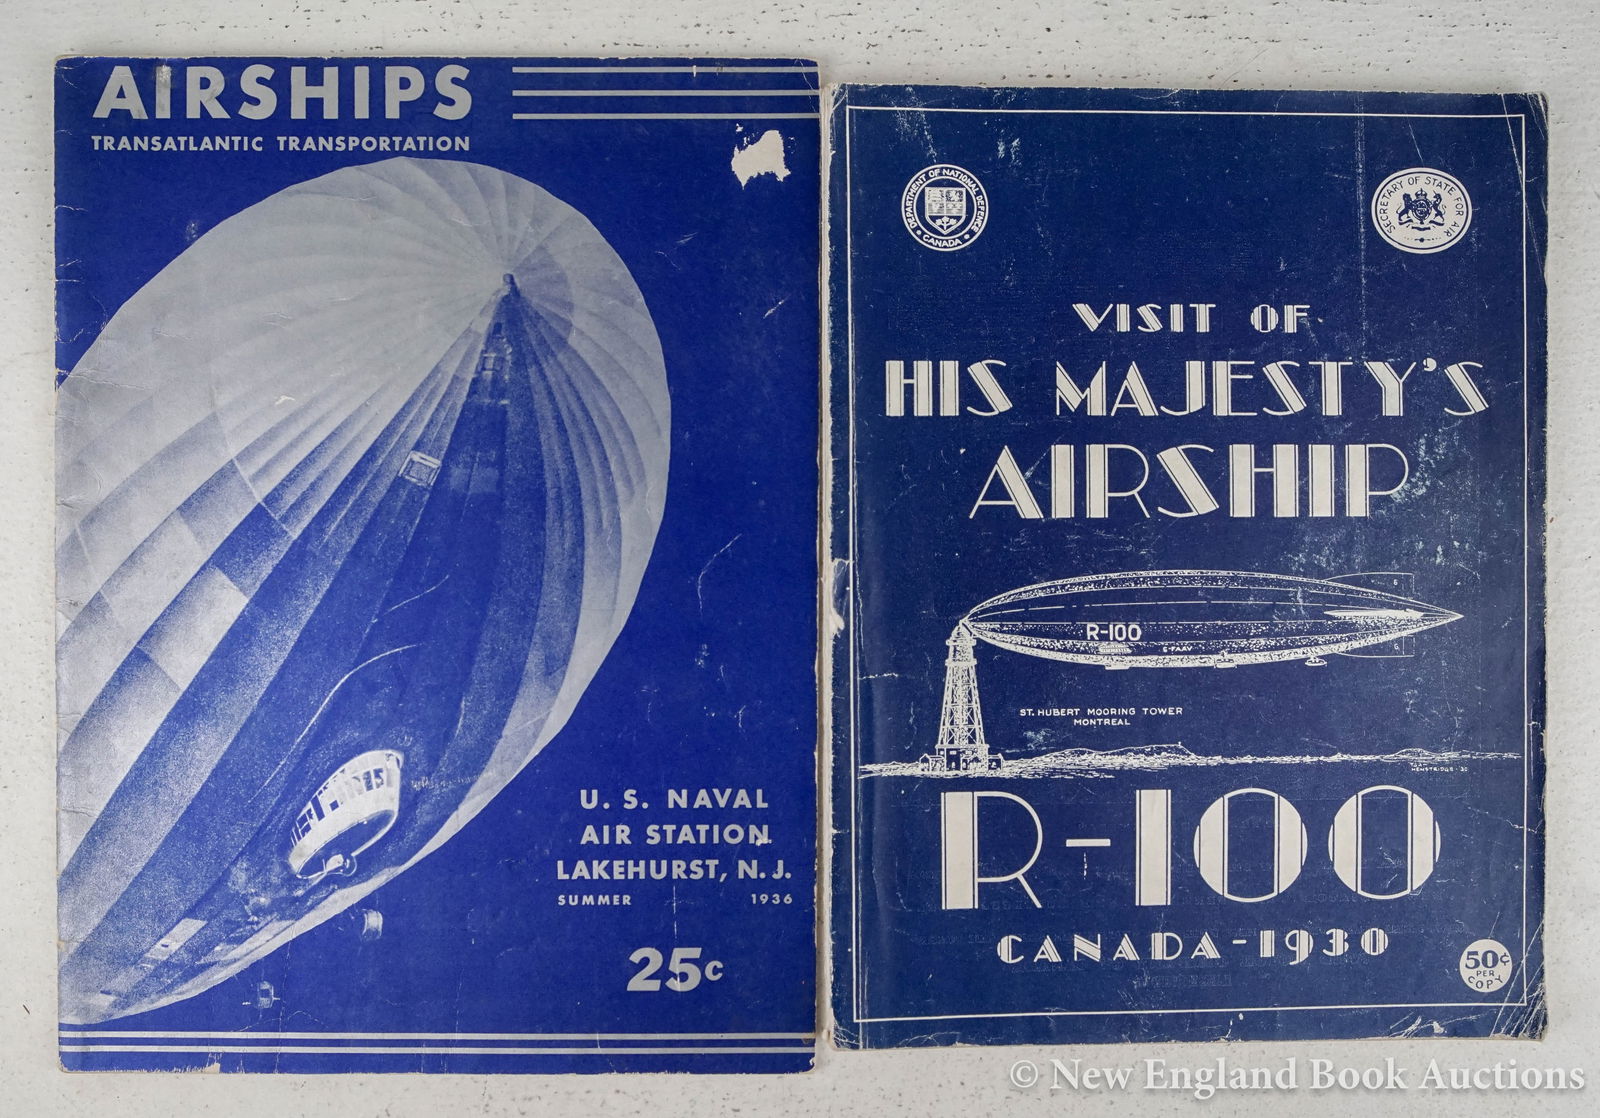 AIRSHIPS
TRANSATLANTIC TRANSPORTATION
U. S. NAVAL
AIR STATION
LAKEHURST, N. J.
SUMMER 1936
25c
DEPARTMENT OF NATIONAL DEFENCE
CANADA
SECRETARY OF STATE FOR AIR
VISIT OF
HIS MAJESTY'S
AIRSHIP
R-100
G-FAAV
G
G
ST. HUBERT MOORING TOWER
MONTREAL
R-100
CANADA-1930
50¢
PER
COPY
© New England Book Auctions